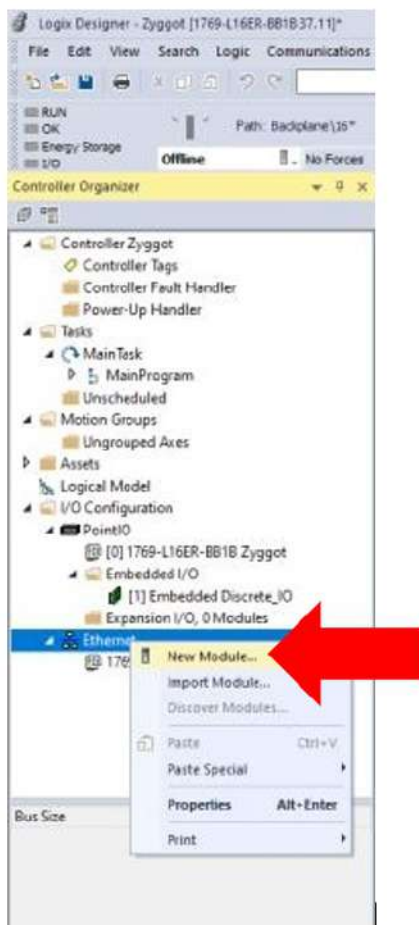 Logix Designer - Zyggot [1769-L16ER-BB1B 37.11]*
File Edit View Search Logic Communications
RUN
OK
Energy Storage
I/O
Path: Backplane\16*
Offline
No Forces
Controller Organizer
Controller Zyggot
Controller Tags
Controller Fault Handler
Power-Up Handler
Tasks
MainTask
MainProgram
Unscheduled
Motion Groups
Ungrouped Axes
Assets
Logical Model
I/O Configuration
PointIO
[0] 1769-L16ER-BB1B Zyggot
Embedded I/O
[1] Embedded Discrete_IO
Expansion I/O, 0 Modules
Ethernet
176
New Module...
Import Module...
Discover Modules...
Paste Ctrl+V
Paste Special
Properties Alt+Enter
Print
Bus Size